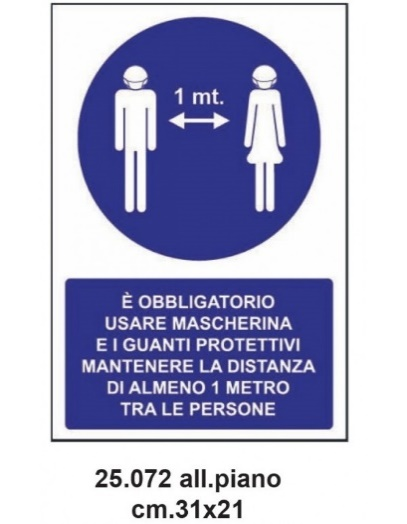 1 mt.
È OBBLIGATORIO
USARE MASCHERINA
E I GUANTI PROTETTIVI
MANTENERE LA DISTANZA
DI ALMENO 1 METRO
TRA LE PERSONE
25.072 all.piano
cm.31x21